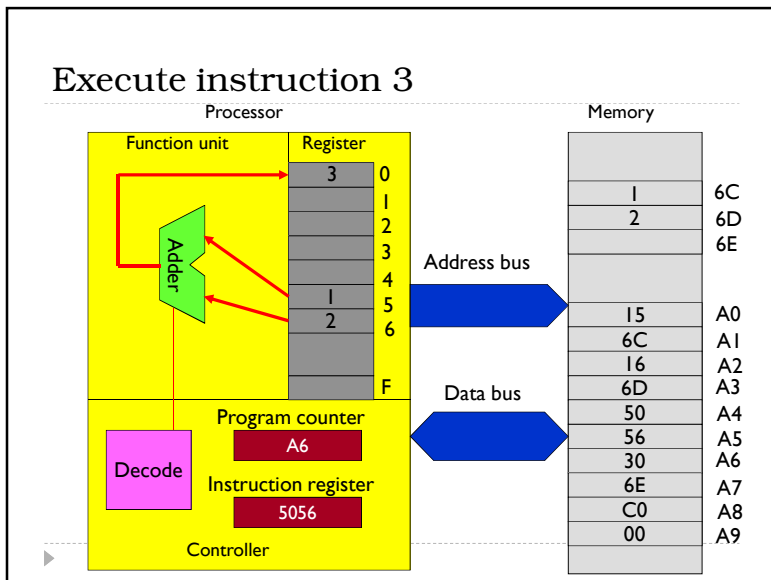 Execute instruction 3
Processor
Memory
Function unit
Register
3
0
1
2
3
4
1
5
2
6
F
Adder
Address bus
Data bus
Program counter
A6
Decode
Instruction register
5056
Controller
1 6C
2 6D
6E
15 A0
6C A1
16 A2
6D A3
50 A4
56 A5
30 A6
6E A7
C0 A8
00 A9